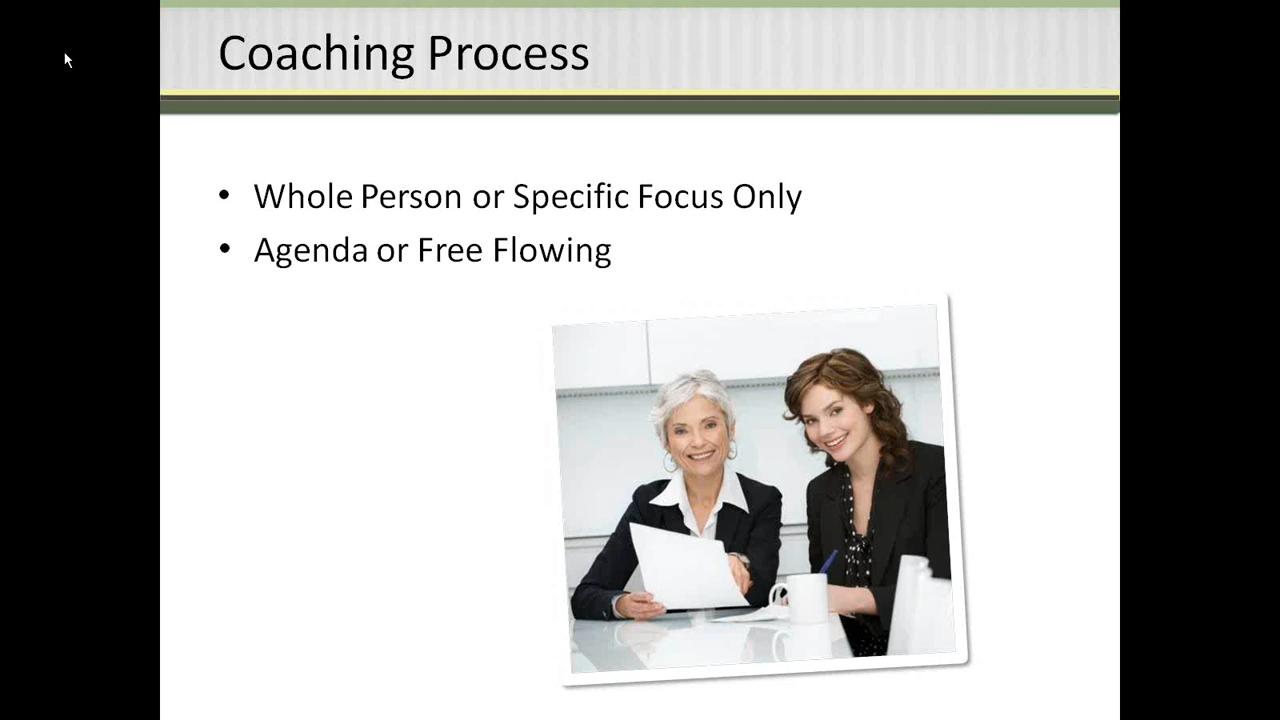 Coaching Process
• Whole Person or Specific Focus Only
• Agenda or Free Flowing